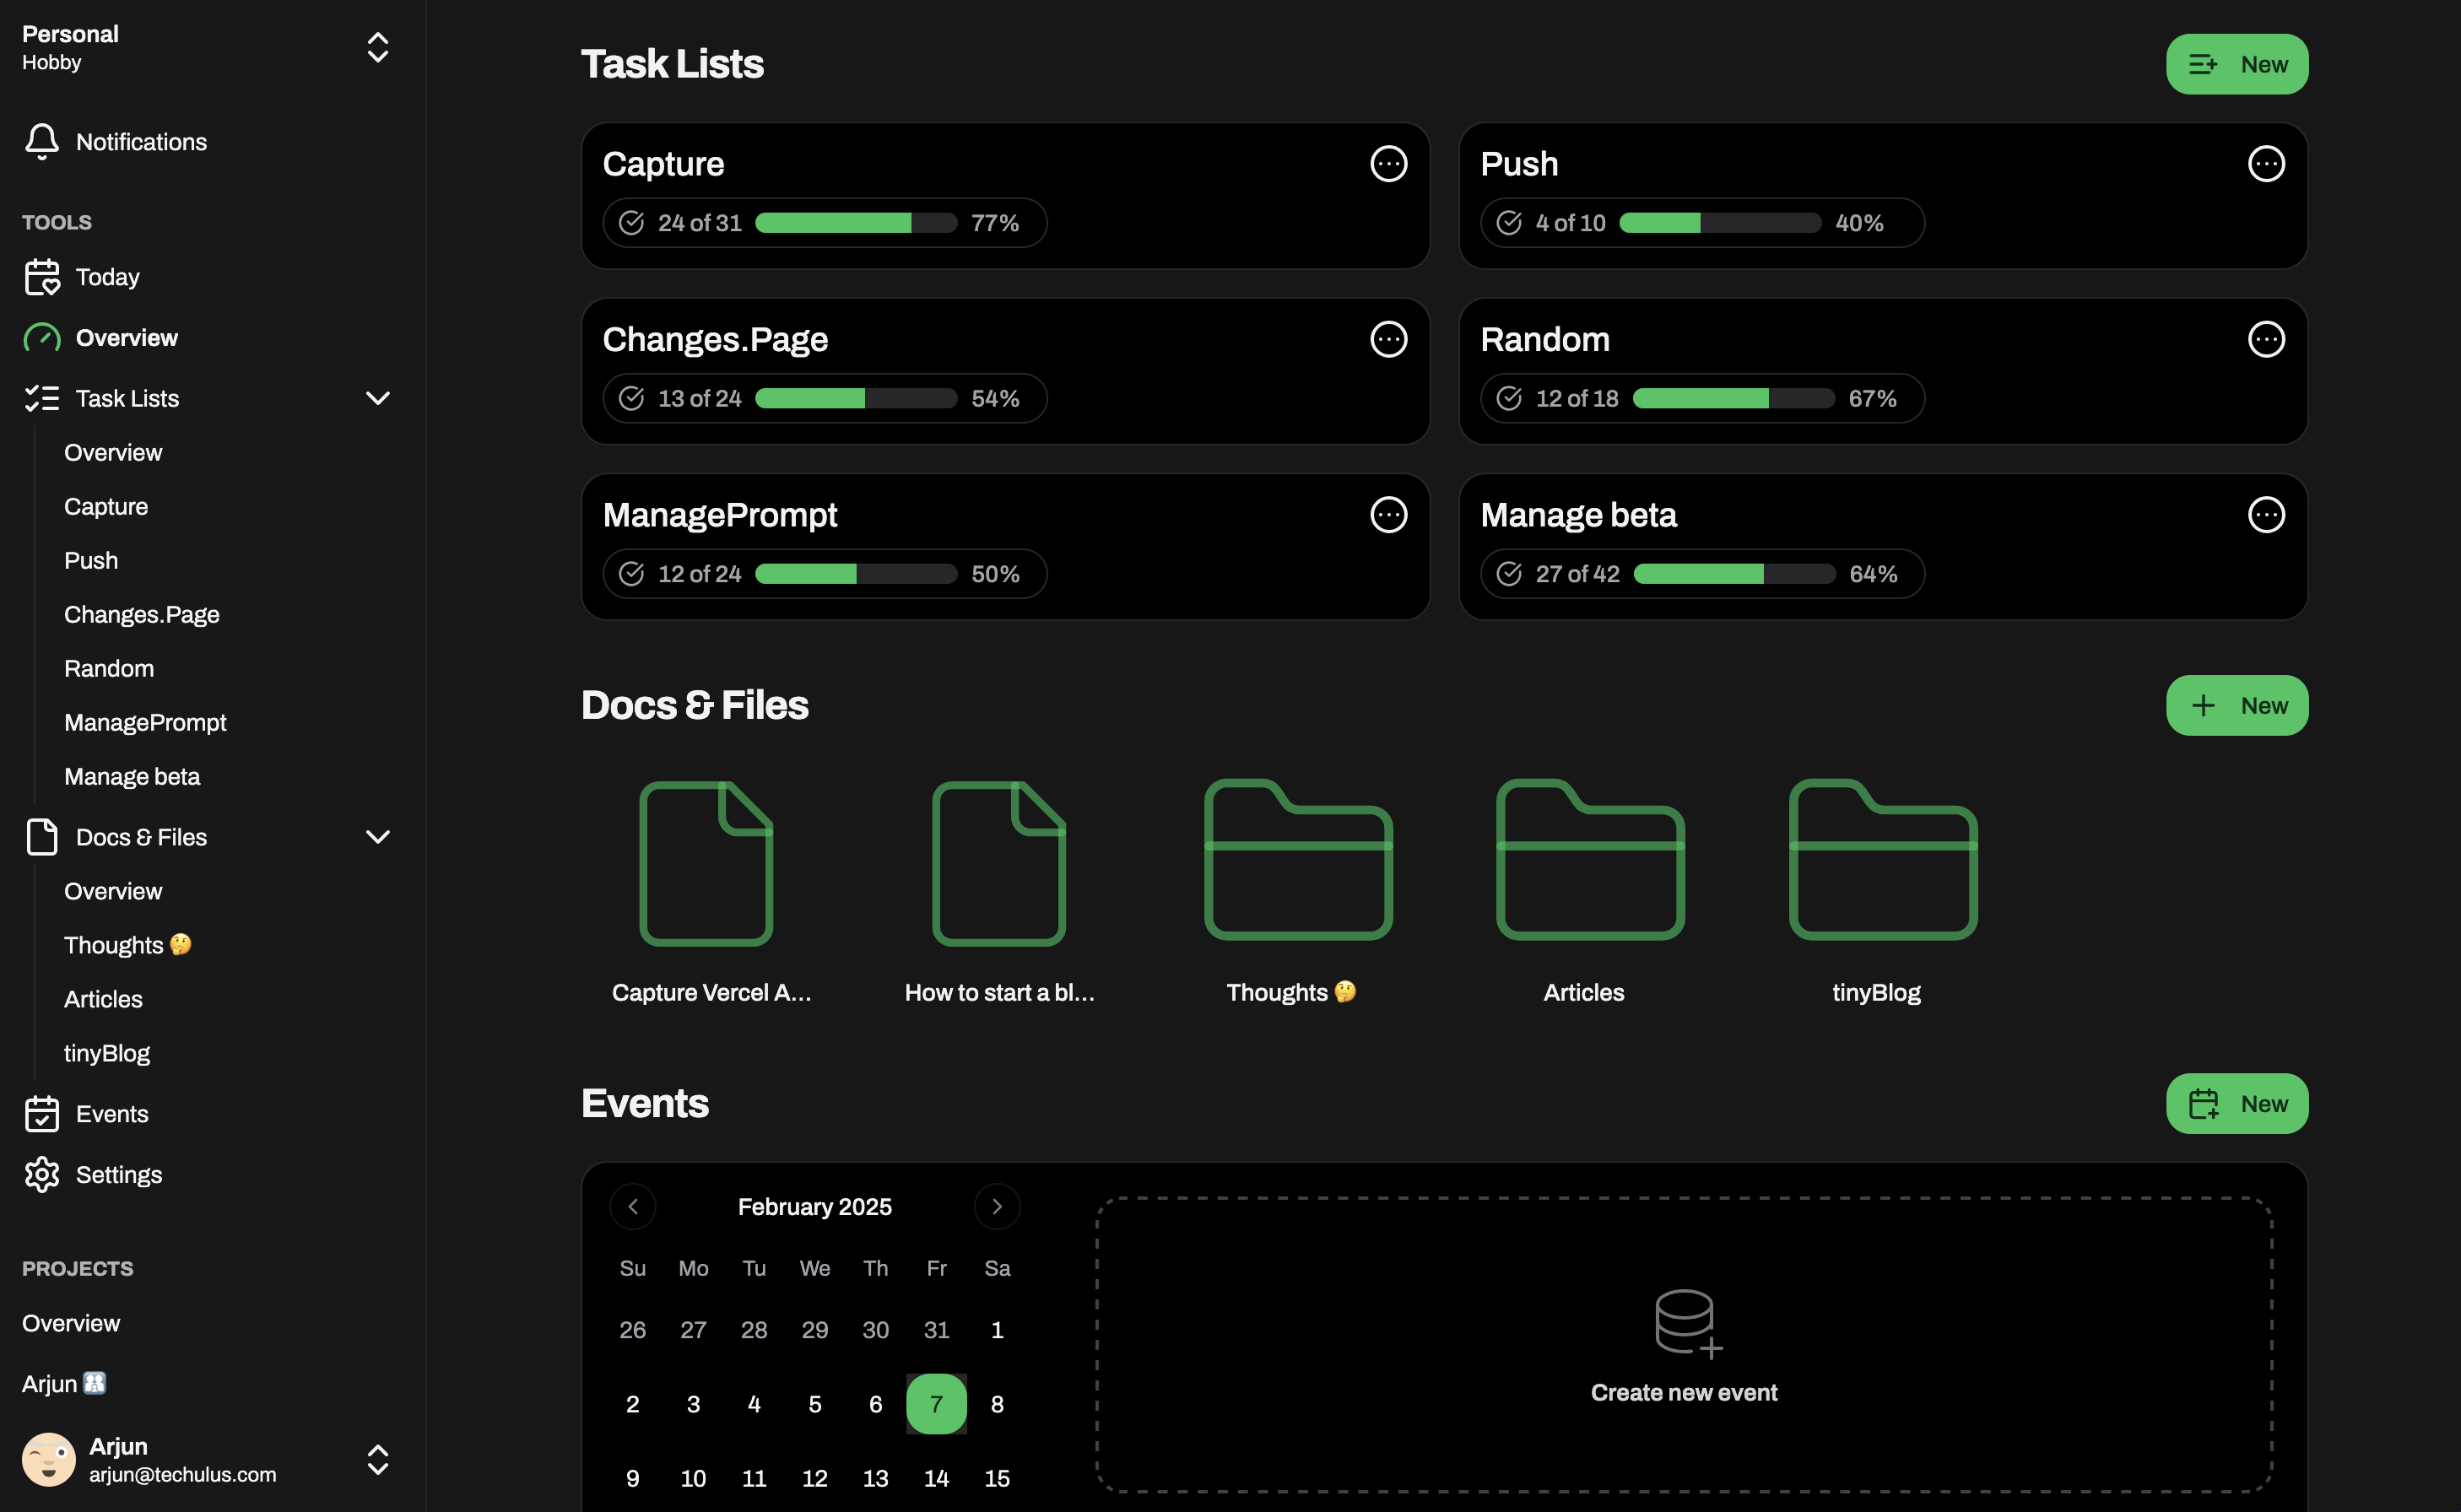 Personal
Hobby
Notifications
TOOLS
Today
Overview
Task Lists
Overview
Capture
Push
Changes.Page
Random
ManagePrompt
Manage beta
Docs & Files
Overview
Thoughts 🤔
Articles
tinyBlog
Events
Settings
PROJECTS
Overview
Arjun
Arjun
arjun@techulus.com
Task Lists
New
Capture
24 of 31 77%
Push
4 of 10 40%
Changes.Page
13 of 24 54%
Random
12 of 18 67%
ManagePrompt
12 of 24 50%
Manage beta
27 of 42 64%
Docs & Files
New
Capture Vercel A...
How to start a bl...
Thoughts 🤔
Articles
tinyBlog
Events
New
February 2025
Su Mo Tu We Th Fr Sa
26 27 28 29 30 31 1
2 3 4 5 6 7 8
9 10 11 12 13 14 15
Create new event